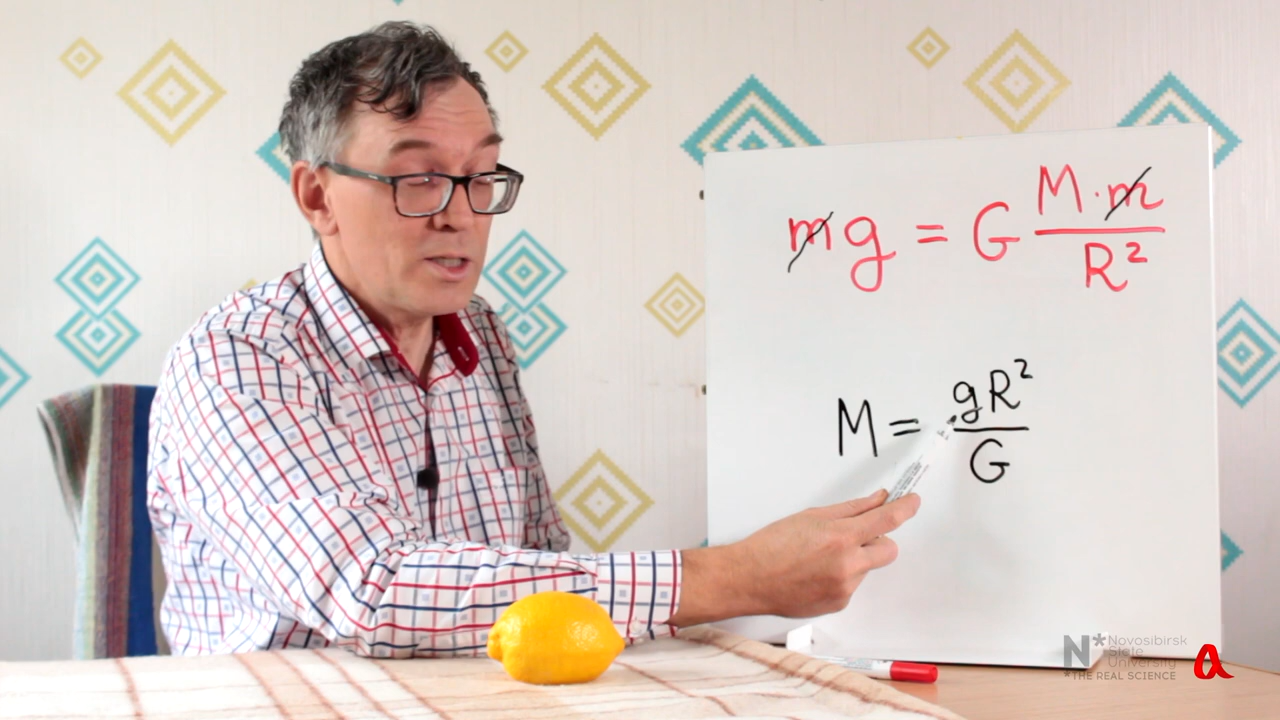 mg = G M·m / R²
M = gR² / G
N* Novosibirsk
State
University
*THE REAL SCIENCE